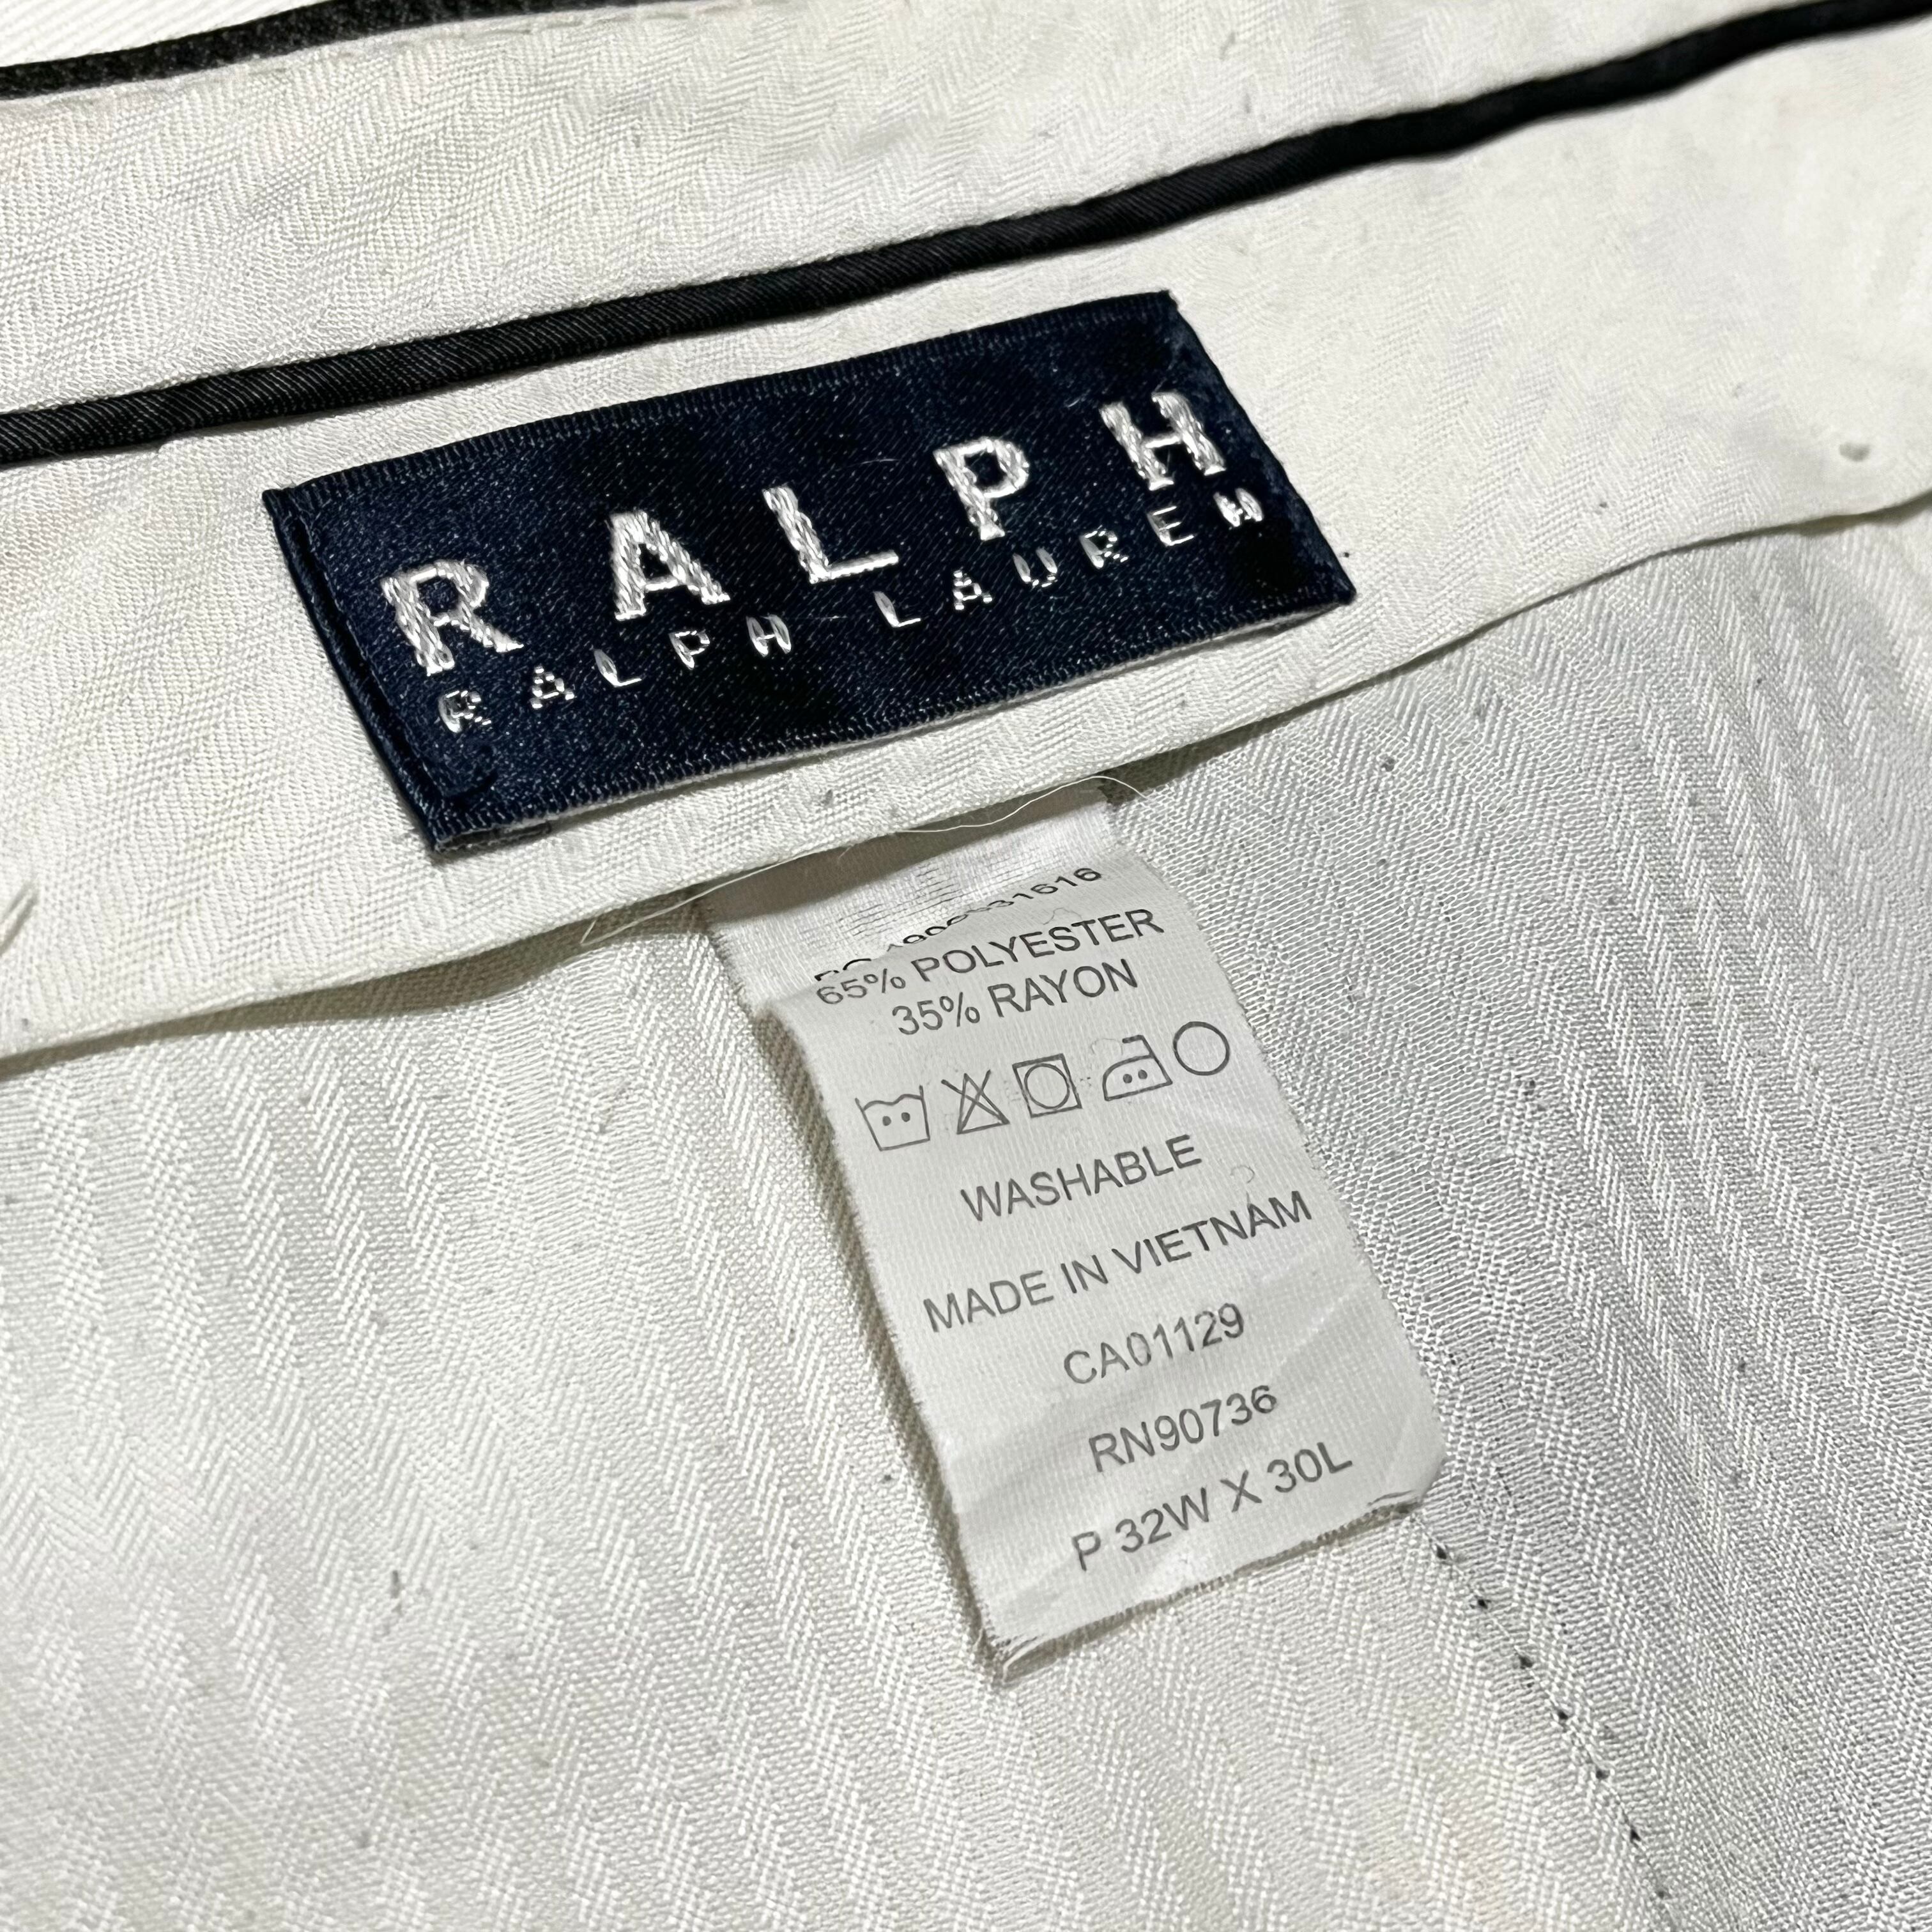 RALPH
RALPH LAUREN
65% POLYESTER
35% RAYON
WASHABLE
MADE IN VIETNAM
CA01129
RN90736
P 32W X 30L